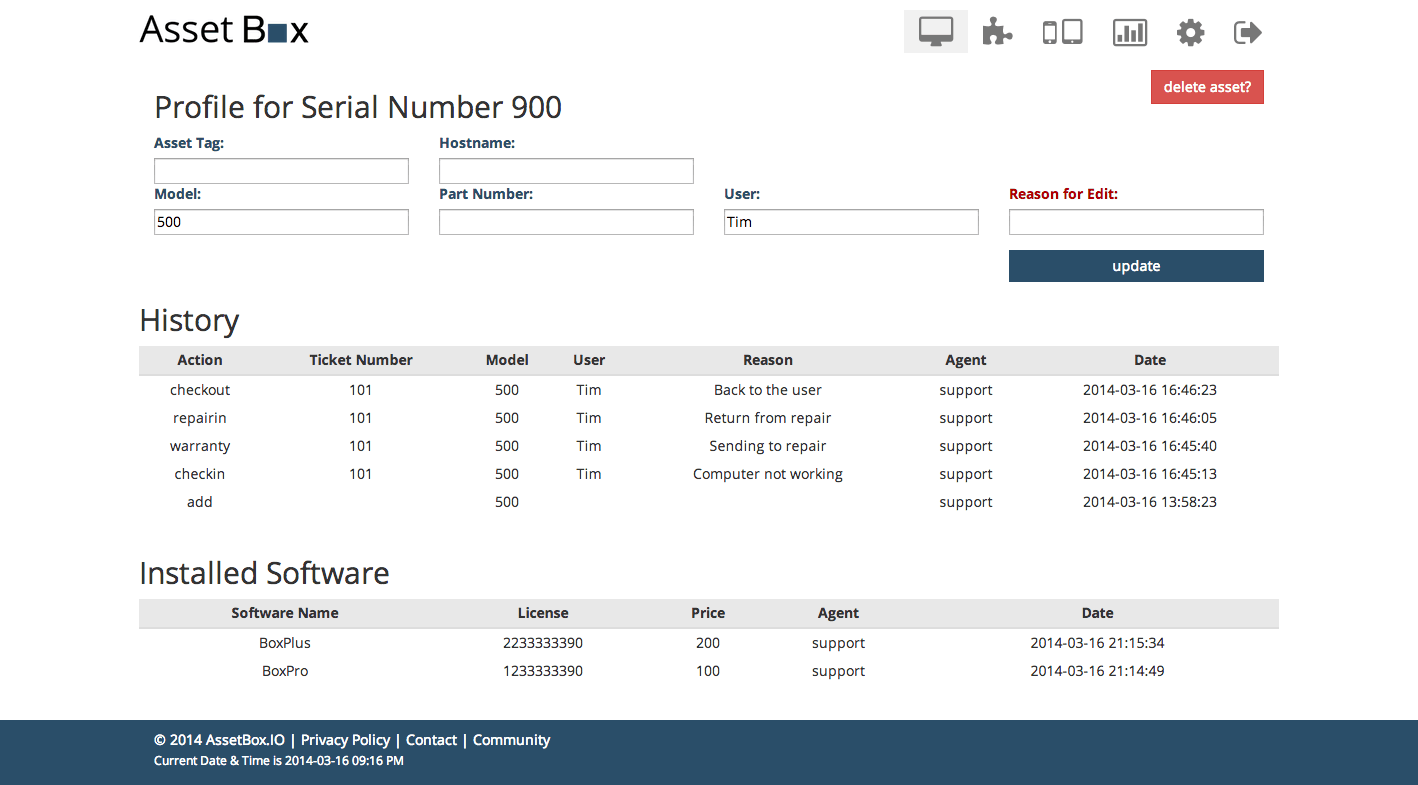 Asset Box
delete asset?
Profile for Serial Number 900
Asset Tag: Hostname:
Model: Part Number: User: Reason for Edit:
500 Tim
update
History
Action Ticket Number Model User Reason Agent Date
checkout 101 500 Tim Back to the user support 2014-03-16 16:46:23
repairin 101 500 Tim Return from repair support 2014-03-16 16:46:05
warranty 101 500 Tim Sending to repair support 2014-03-16 16:45:40
checkin 101 500 Tim Computer not working support 2014-03-16 16:45:13
add 500 support 2014-03-16 13:58:23
Installed Software
Software Name License Price Agent Date
BoxPlus 2233333390 200 support 2014-03-16 21:15:34
BoxPro 1233333390 100 support 2014-03-16 21:14:49
© 2014 AssetBox.IO | Privacy Policy | Contact | Community
Current Date & Time is 2014-03-16 09:16 PM